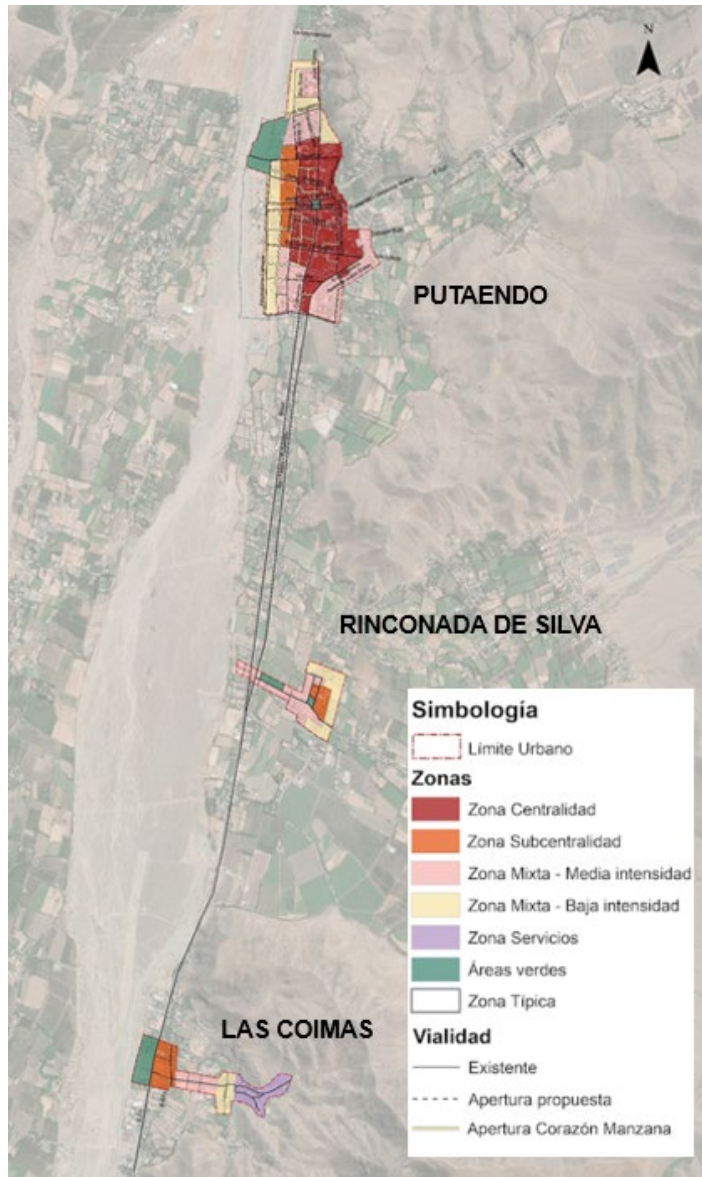 N
PUTAENDO
RINCONADA DE SILVA
LAS COIMAS
Simbología
Límite Urbano
Zonas
Zona Centralidad
Zona Subcentralidad
Zona Mixta - Media intensidad
Zona Mixta - Baja intensidad
Zona Servicios
Áreas verdes
Zona Típica
Vialidad
Existente
Apertura propuesta
Apertura Corazón Manzana